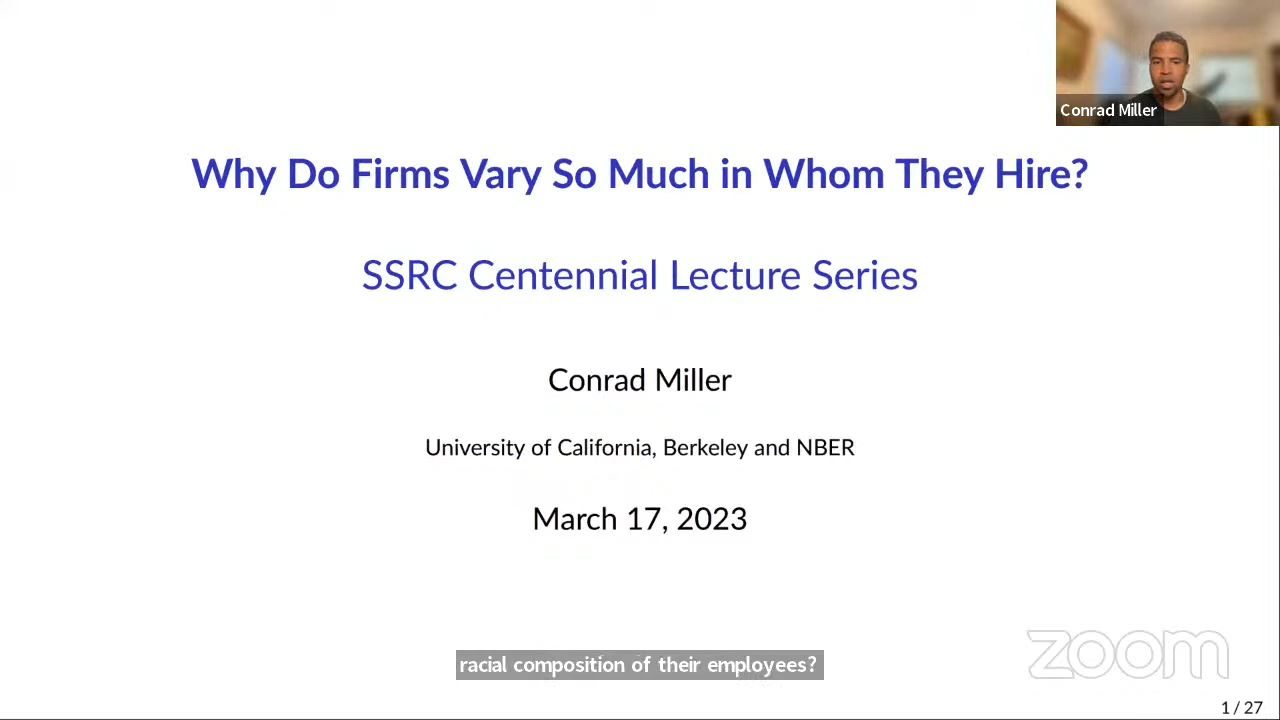 Conrad Miller
Why Do Firms Vary So Much in Whom They Hire?
SSRC Centennial Lecture Series
Conrad Miller
University of California, Berkeley and NBER
March 17, 2023
racial composition of their employees?
zoom
1 / 27